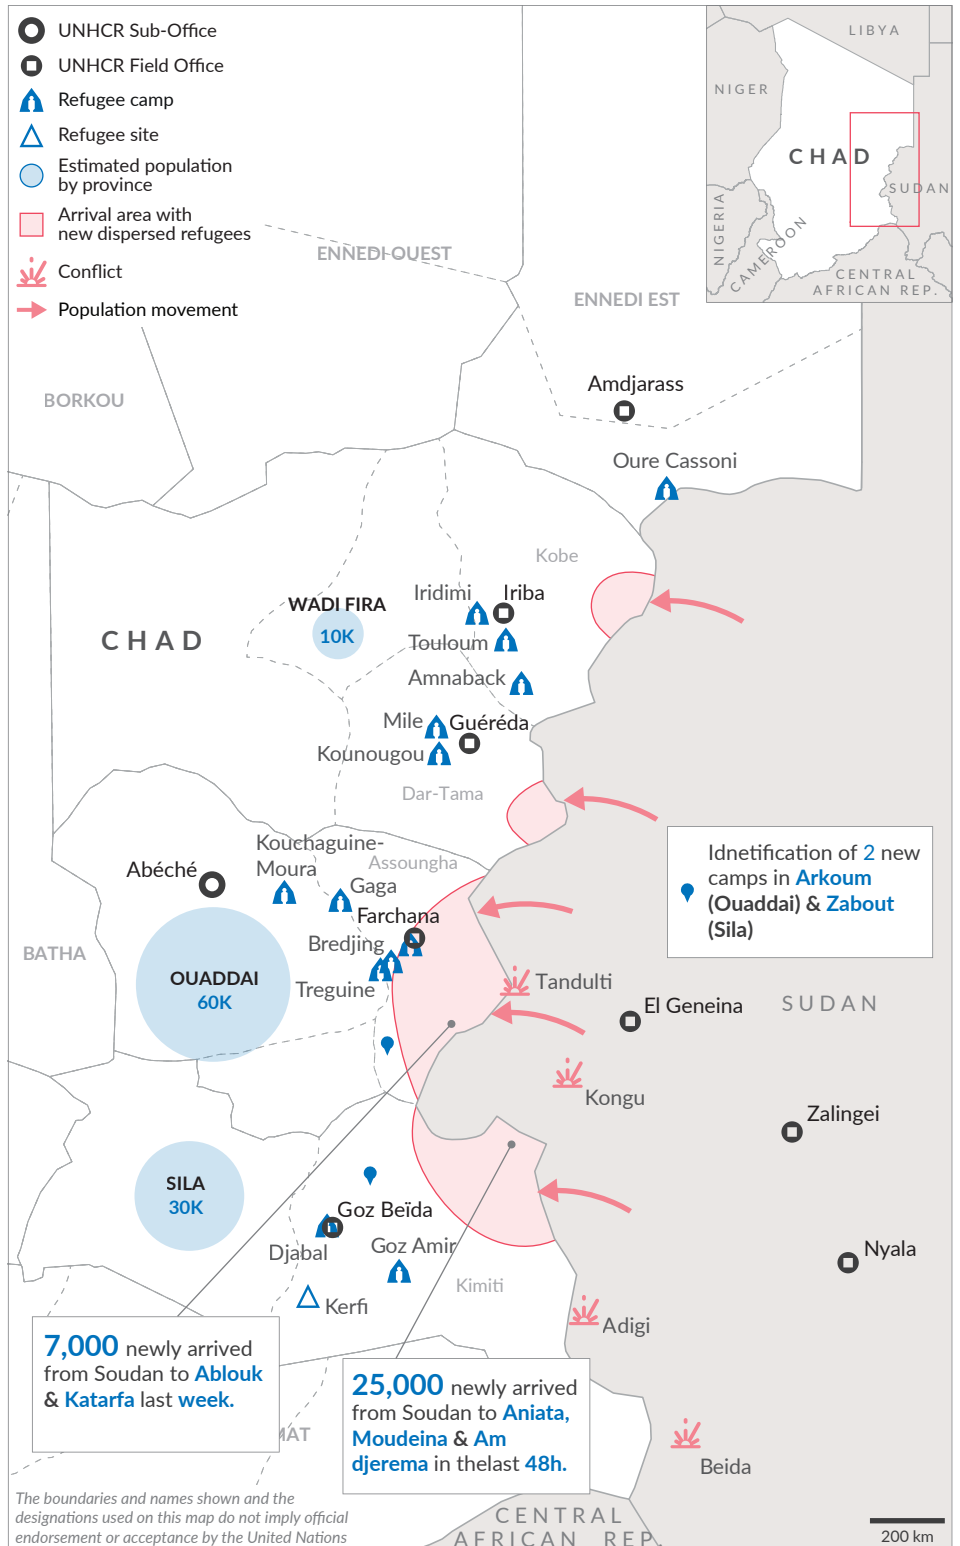 UNHCR Sub-Office
UNHCR Field Office
Refugee camp
Refugee site
Estimated population
by province
Arrival area with
new dispersed refugees
Conflict
Population movement
LIBYA
NIGER
CHAD
SUDAN
NIGERIA
CAMEROON
CENTRAL
AFRICAN REP.
ENNEDI OUEST
ENNEDI EST
BORKOU
Amdjarass
Oure Cassoni
Kobe
Iridimi
Iriba
WADI FIRA
10K
CHAD
Touloum
Amnaback
Mile
Guéréda
Kounougou
Dar-Tama
Kouchaguine-
Moura
Assoungha
Abéché
Gaga
Farchana
Bredjing
Treguine
BATHA
OUADDAI
60K
Idnetification of 2 new
camps in Arkoum
(Ouaddai) & Zabout
(Sila)
Tandulti
El Geneina
SUDAN
Kongu
Zalingei
SILA
30K
Goz Beïda
Djabal
Goz Amir
Kerfi
Kimiti
Nyala
Adigi
Beida
7,000 newly arrived
from Soudan to Ablouk
& Katarfa last week.
25,000 newly arrived
from Soudan to Aniata,
Moudeina & Am
djerema in thelast 48h.
The boundaries and names shown and the
designations used on this map do not imply official
endorsement or acceptance by the United Nations
CENTRAL
AFRICAN REP.
200 km